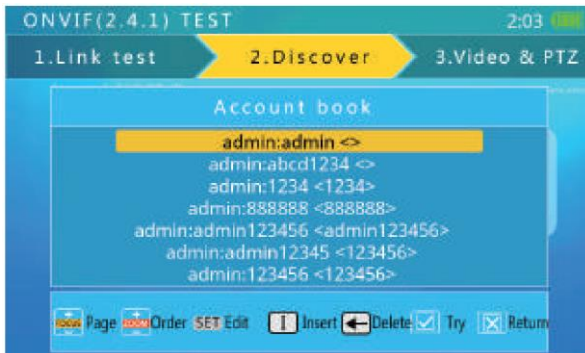 ONVIF(2.4.1) TEST 2:03
1.Link test 2.Discover 3.Video & PTZ
Account book
admin:admin <>
admin:abcd1234 <>
admin:1234 <1234>
admin:888888 <888888>
admin:admin123456 <admin123456>
admin:admin12345 <123456>
admin:123456 <123456>
FOCUS Page ZOOM Order SET Edit I Insert Delete Try Return